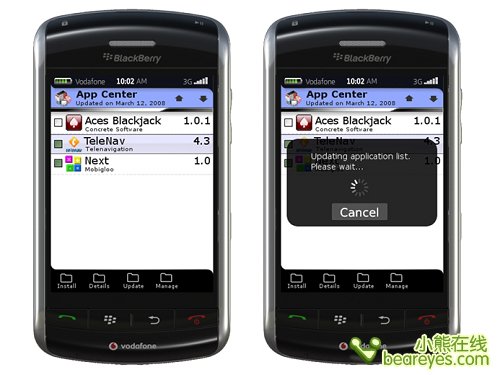 BlackBerry
Vodafone 10:02 AM 3G
App Center
Updated on March 12, 2008
Aces Blackjack 1.0.1
Concrete Software
TeleNav 4.3
Telenavigation
Next 1.0
Mobigloo
Install Details Update Manage
vodafone
BlackBerry
Vodafone 10:02 AM 3G
App Center
Updated on March 12, 2008
Aces Blackjack 1.0.1
Concrete Software
TeleNav 4.3
Updating application list.
Please wait...
Cancel
Install Details Update Manage
vodafone
小熊在线
beareyes.com